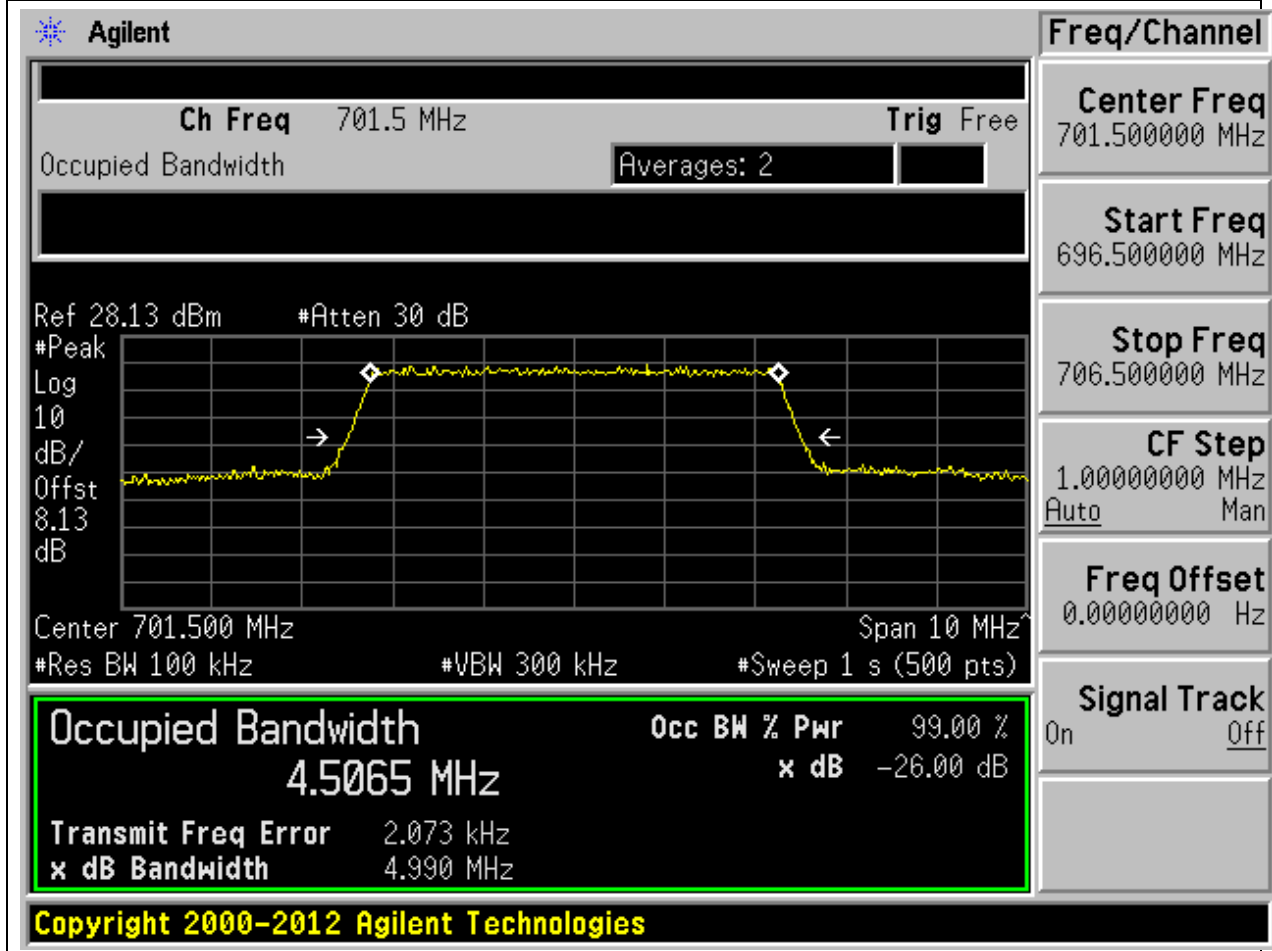 Agilent
Freq/Channel
Ch Freq 701.5 MHz Trig Free
Occupied Bandwidth Averages: 2
Center Freq
701.500000 MHz
Start Freq
696.500000 MHz
Stop Freq
706.500000 MHz
CF Step
1.00000000 MHz
Auto Man
Freq Offset
0.00000000 Hz
Signal Track
On Off
Ref 28.13 dBm #Atten 30 dB
#Peak
Log
10
dB/
Offst
8.13
dB
Center 701.500 MHz Span 10 MHz^
#Res BW 100 kHz #VBW 300 kHz #Sweep 1 s (500 pts)
Occupied Bandwidth
4.5065 MHz
Occ BW % Pwr 99.00 %
x dB -26.00 dB
Transmit Freq Error 2.073 kHz
x dB Bandwidth 4.990 MHz
Copyright 2000-2012 Agilent Technologies